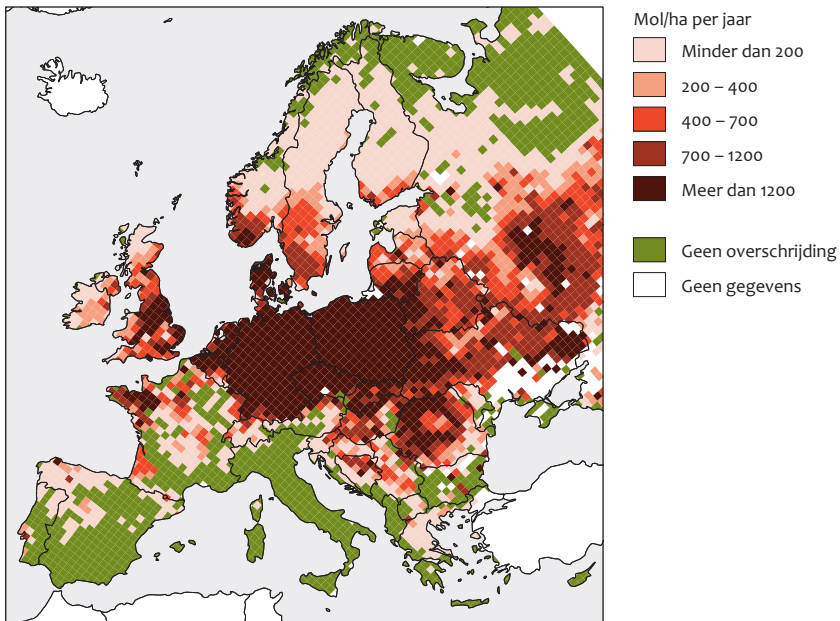 Mol/ha per jaar
Minder dan 200
200 – 400
400 – 700
700 – 1200
Meer dan 1200
Geen overschrijding
Geen gegevens